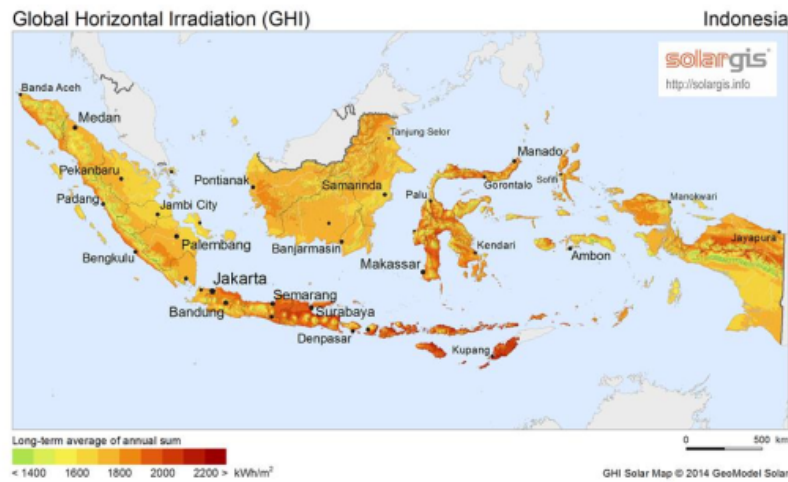 Global Horizontal Irradiation (GHI)
Indonesia
solargis
http://solargis.info
Banda Aceh
Medan
Tanjung Selor
Pekanbaru
Manado
Pontianak
Samarinda
Gorontalo
Sofifi
Padang
Jambi City
Palu
Manokwari
Bengkulu
Palembang
Banjarmasin
Kendari
Jayapura
Makassar
Ambon
Jakarta
Semarang
Bandung
Surabaya
Denpasar
Kupang
Long-term average of annual sum
< 1400 1600 1800 2000 2200 > kWh/m²
0 500 km
GHI Solar Map © 2014 GeoModel Solar